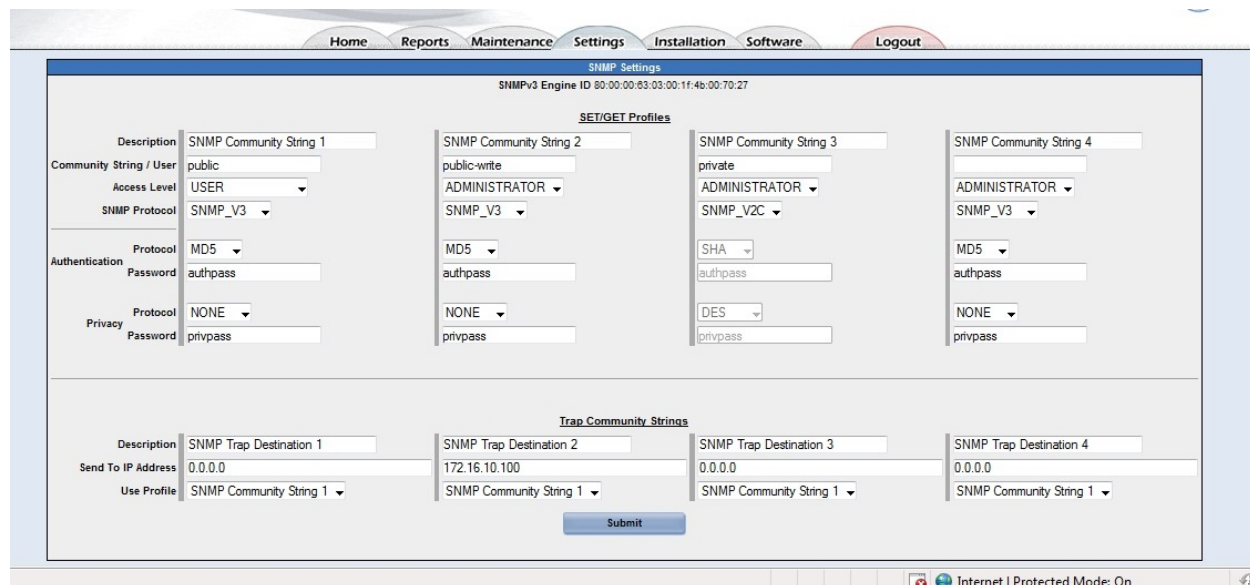 Home Reports Maintenance Settings Installation Software Logout
SNMP Settings
SNMPv3 Engine ID 80:00:00:63:03:00:1f:4b:00:70:27
SET/GET Profiles
Description SNMP Community String 1 SNMP Community String 2 SNMP Community String 3 SNMP Community String 4
Community String / User public public-write private
Access Level USER ADMINISTRATOR ADMINISTRATOR ADMINISTRATOR
SNMP Protocol SNMP_V3 SNMP_V3 SNMP_V2C SNMP_V3
Authentication
Protocol MD5 MD5 SHA MD5
Password authpass authpass authpass authpass
Privacy
Protocol NONE NONE DES NONE
Password privpass privpass privpass privpass
Trap Community Strings
Description SNMP Trap Destination 1 SNMP Trap Destination 2 SNMP Trap Destination 3 SNMP Trap Destination 4
Send To IP Address 0.0.0.0 172.16.10.100 0.0.0.0 0.0.0.0
Use Profile SNMP Community String 1 SNMP Community String 1 SNMP Community String 1 SNMP Community String 1
Submit
Internet | Protected Mode: On